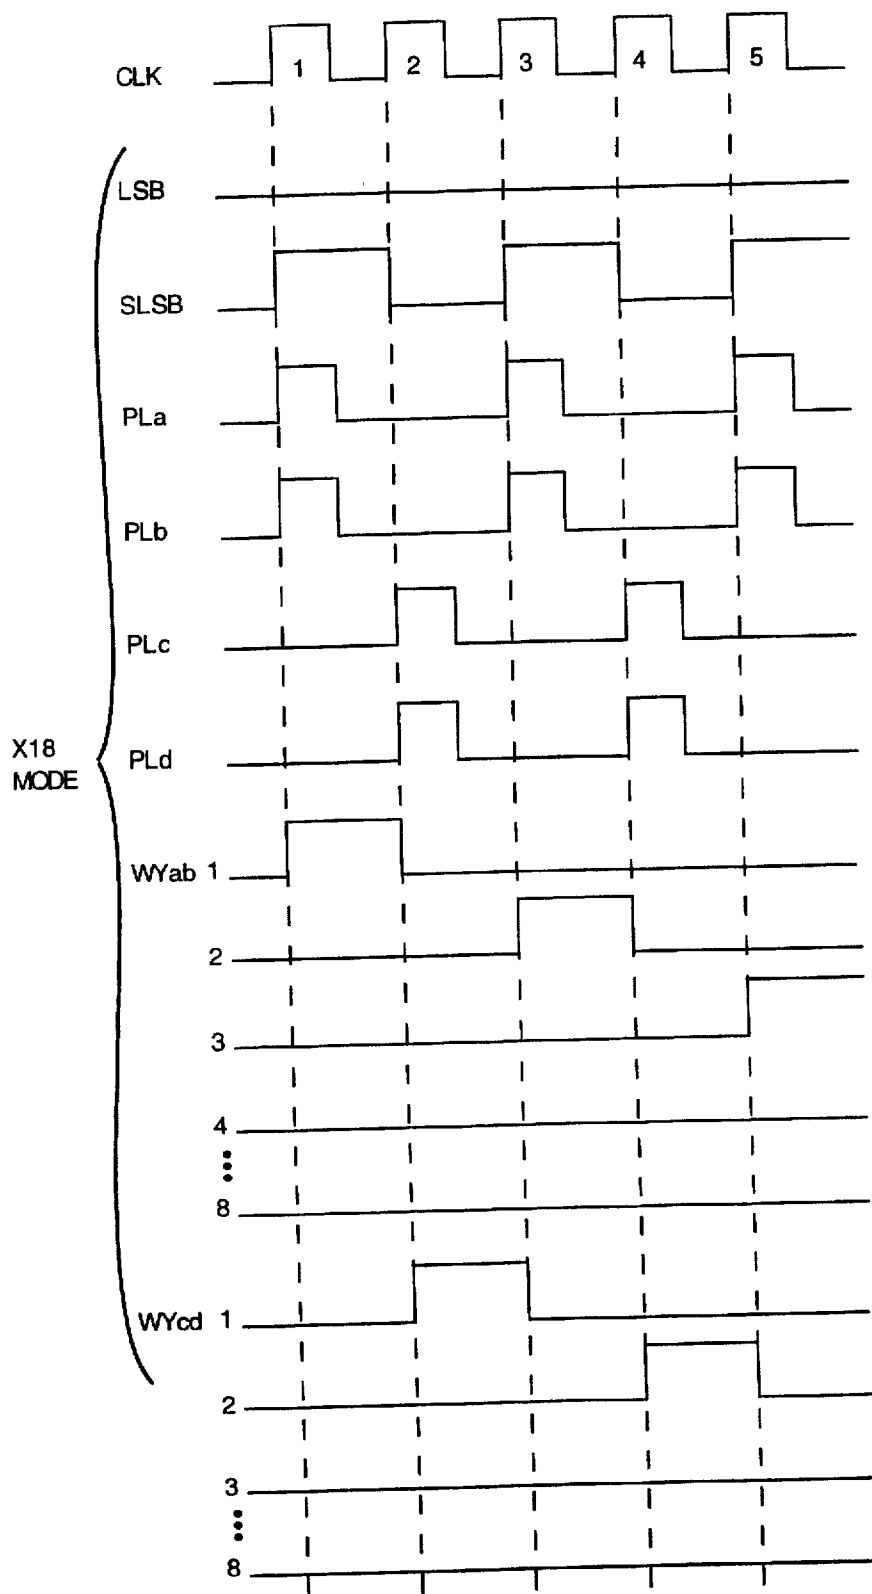 CLK 1 2 3 4 5
LSB
SLSB
PLa
PLb
PLc
PLd
X18
MODE
WYab 1
2
3
4
...
8
WYcd 1
2
3
...
8